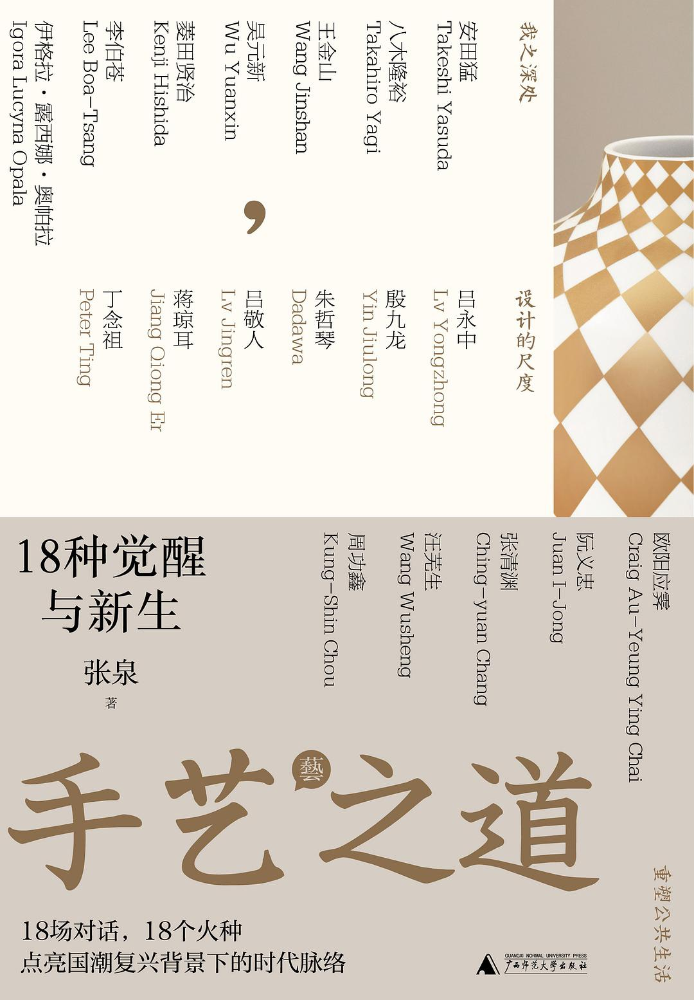 我之深处
安田猛
Takeshi Yasuda
八木隆裕
Takahiro Yagi
王金山
Wang Jinshan
吴元新
Wu Yuanxin
菱田贤治
Kenji Hishida
李伯苍
Lee Boa-Tsang
伊格拉·露西娜·奥帕拉
Igora Lucyna Opala
，
设计的尺度
吕永中
Lv Yongzhong
殷九龙
Yin Jiulong
朱哲琴
Dadawa
吕敬人
Lv Jingren
蒋琼耳
Jiang Qiong Er
丁念祖
Peter Ting
18种觉醒
与新生
张泉
著
欧阳应霁
Craig Au-Yeung Ying Chai
阮义忠
Juan I-Jong
张清渊
Ching-yuan Chang
汪芜生
Wang Wusheng
周功鑫
Kung-Shin Chou
手艺之道
藝
重塑公共生活
18场对话，18个火种
点亮国潮复兴背景下的时代脉络
GUANGXI NORMAL UNIVERSITY PRESS
广西师范大学出版社